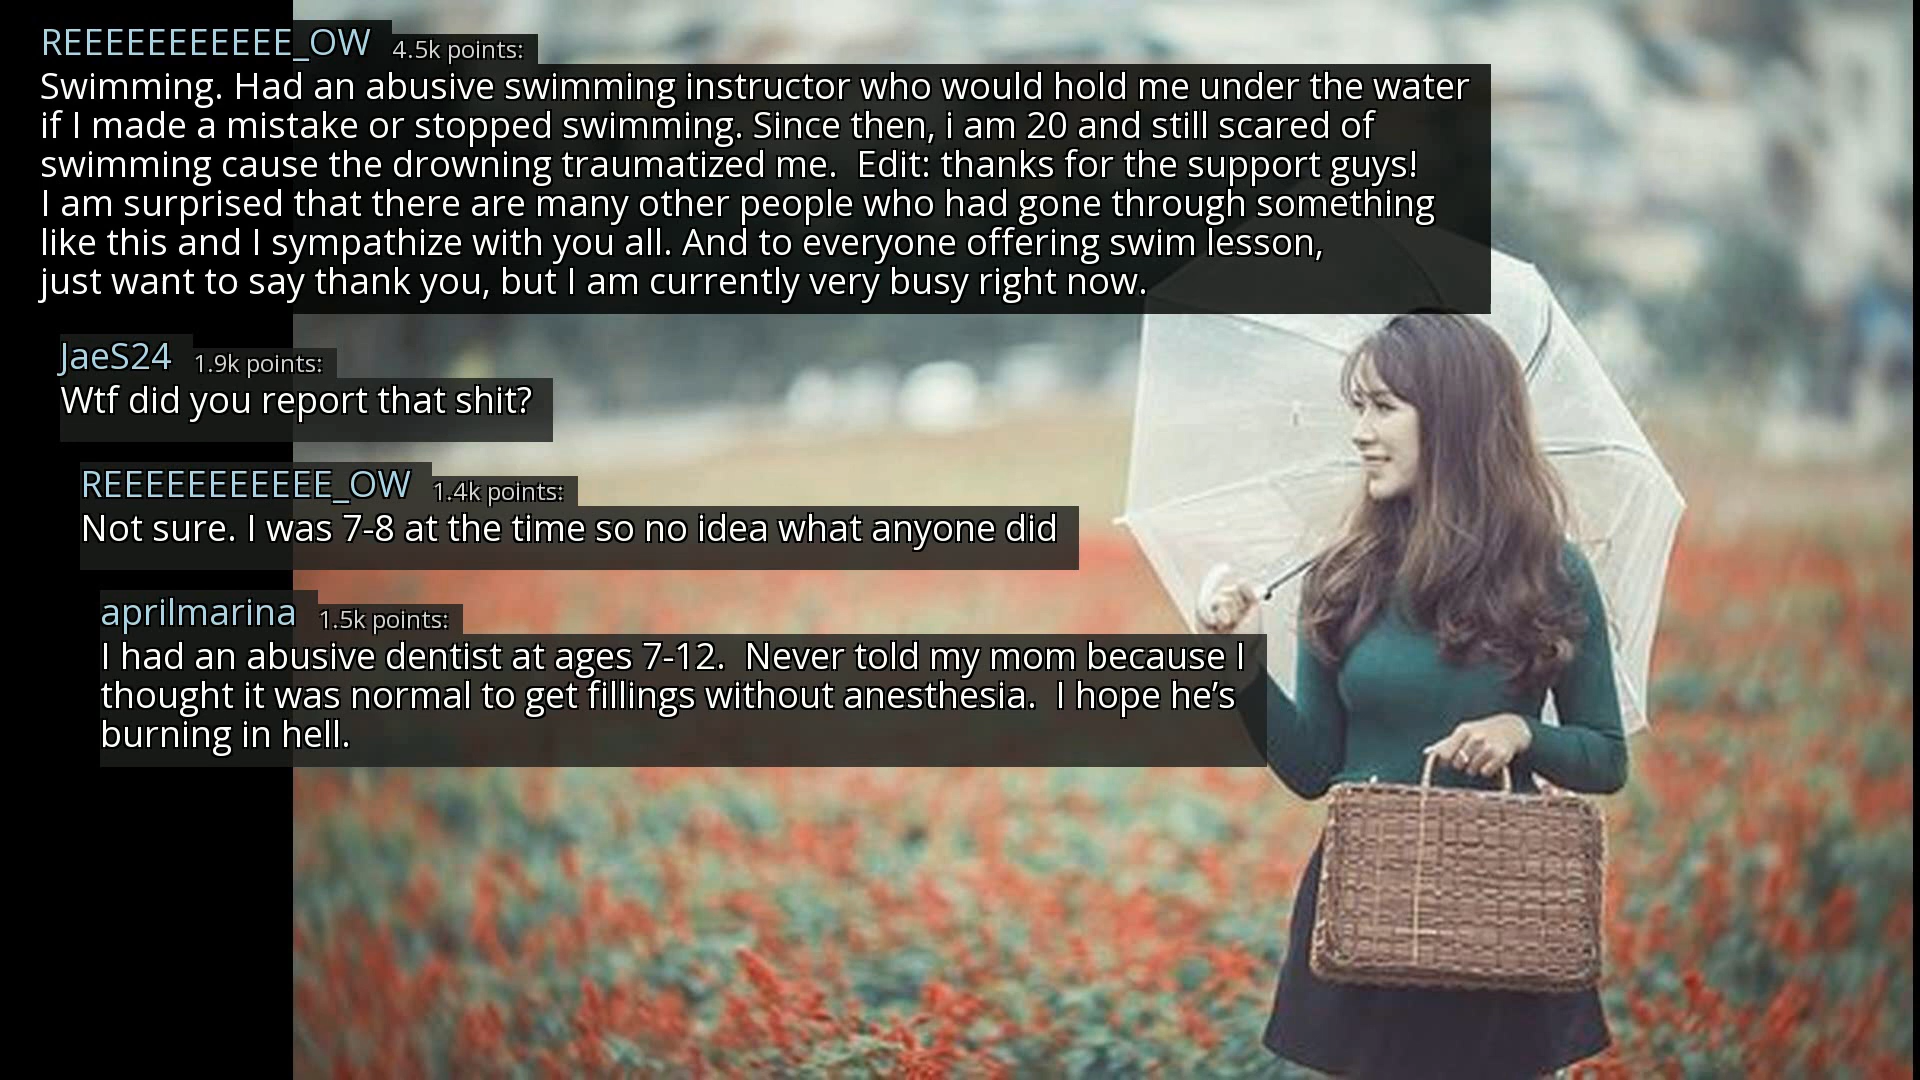 REEEEEEEEEEE_OW 4.5k points:
Swimming. Had an abusive swimming instructor who would hold me under the water
if I made a mistake or stopped swimming. Since then, i am 20 and still scared of
swimming cause the drowning traumatized me.  Edit: thanks for the support guys!
I am surprised that there are many other people who had gone through something
like this and I sympathize with you all. And to everyone offering swim lesson,
just want to say thank you, but I am currently very busy right now.
JaeS24 1.9k points:
Wtf did you report that shit?
REEEEEEEEEEE_OW 1.4k points:
Not sure. I was 7-8 at the time so no idea what anyone did
aprilmarina 1.5k points:
I had an abusive dentist at ages 7-12.  Never told my mom because I
thought it was normal to get fillings without anesthesia.  I hope he’s
burning in hell.